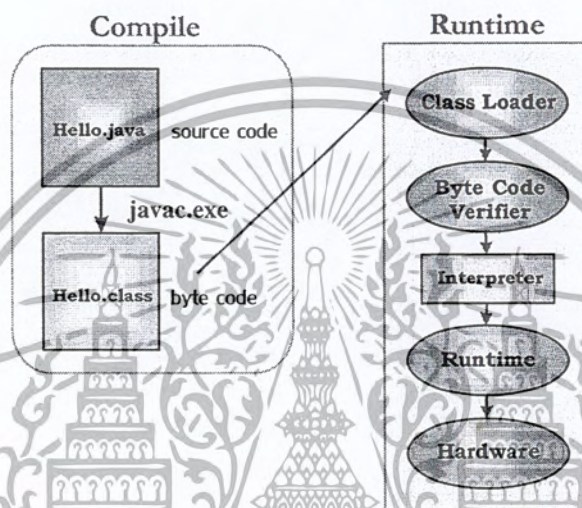 Compile
Hello.java source code
javac.exe
Hello.class byte code
Runtime
Class Loader
Byte Code
Verifier
Interpreter
Runtime
Hardware